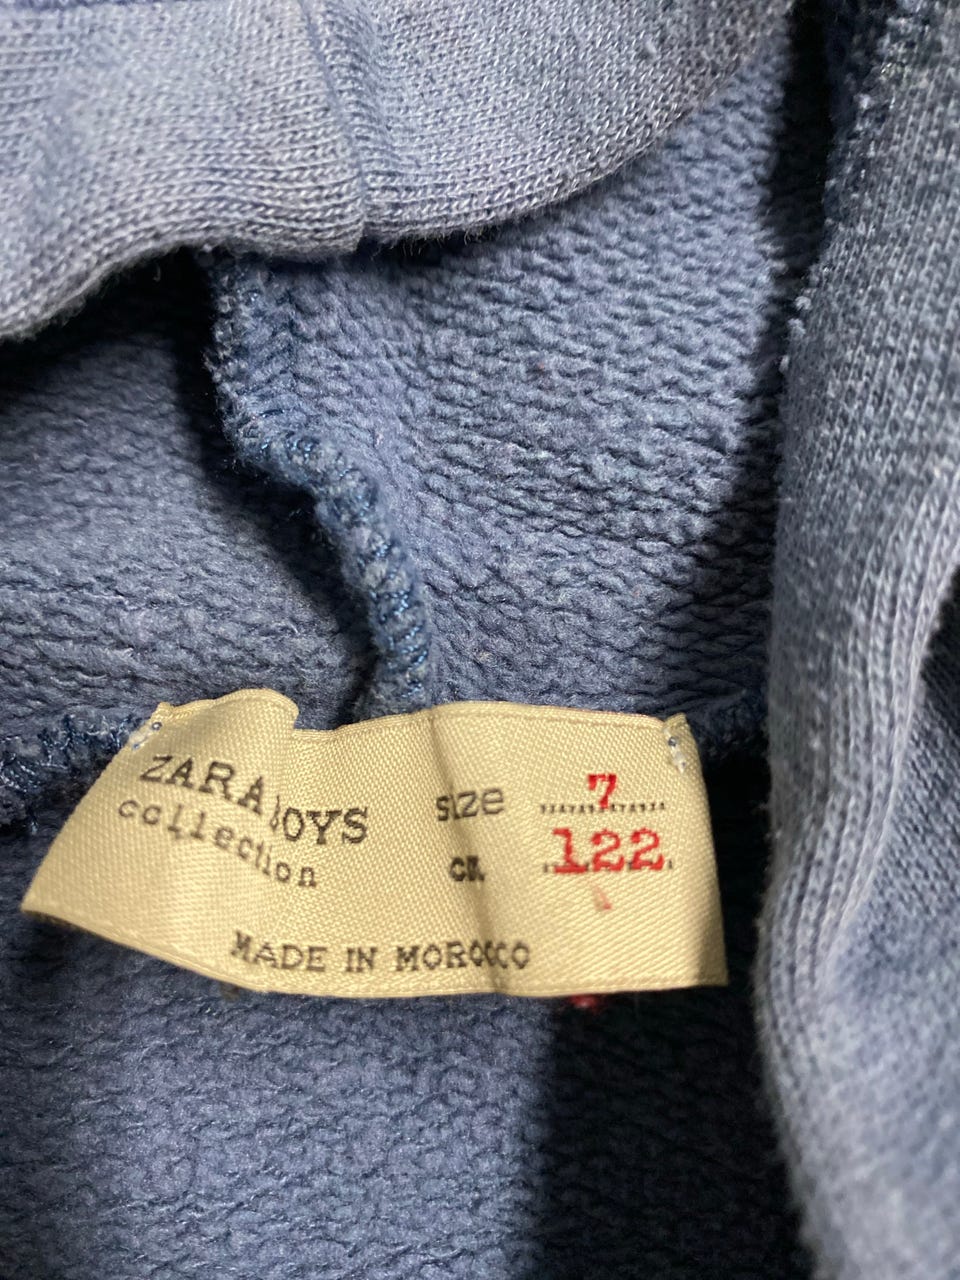 ZARA BOYS
collection
size 7
cm 122
MADE IN MOROCCO